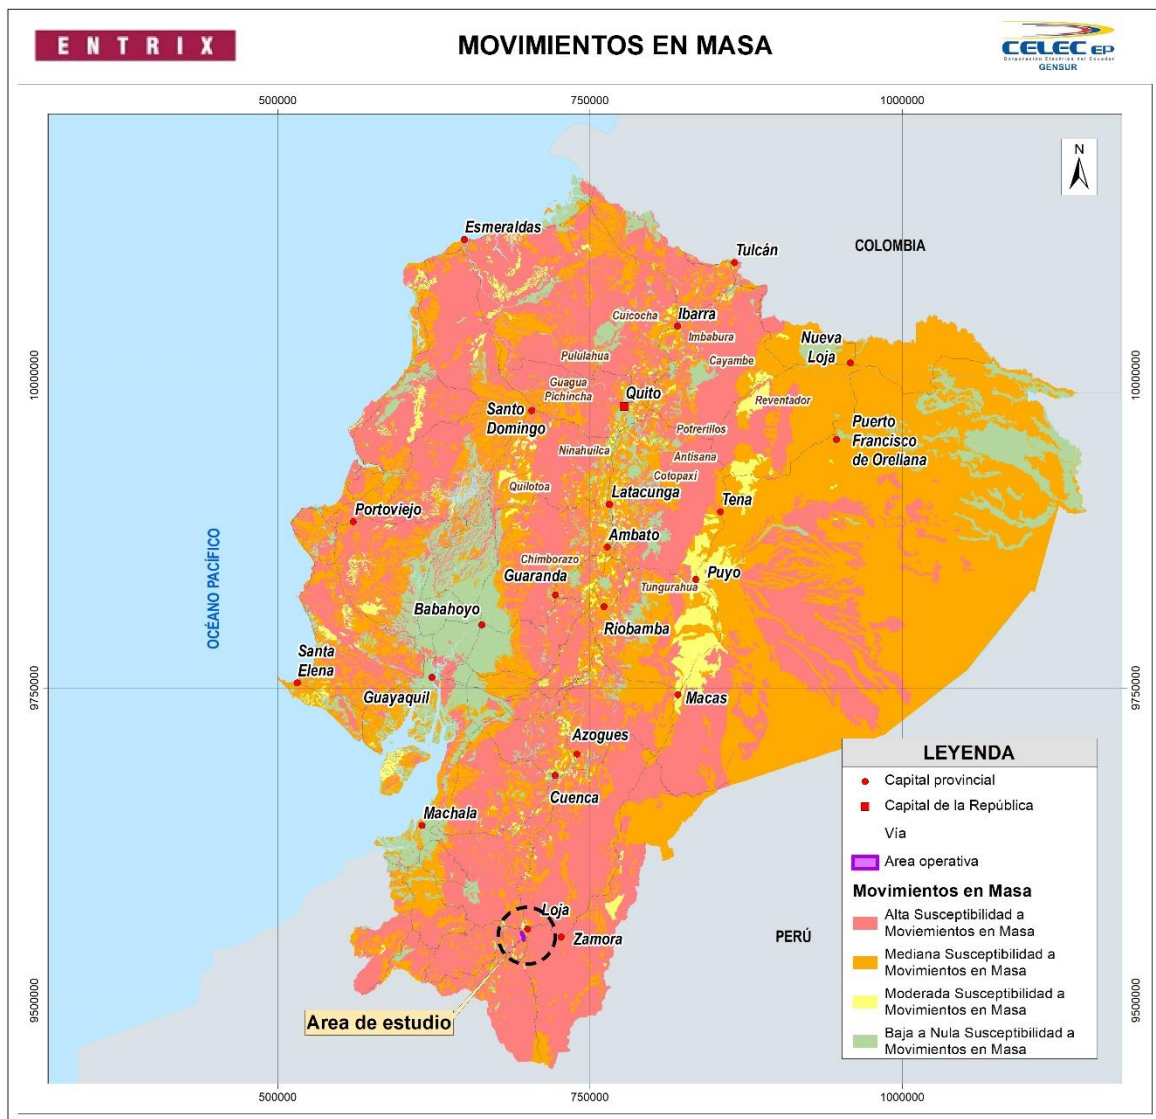 ENTRIX
MOVIMIENTOS EN MASA
CELEC EP
Corporación Eléctrica del Ecuador
GENSUR
500000
750000
1000000
N
Esmeraldas
Tulcán
COLOMBIA
Cuicocha
Ibarra
Imbabura
Nueva
Loja
Pululahua
Cayambe
10000000
10000000
Guagua
Pichincha
Quito
Reventador
Santo
Domingo
Potrerillos
Puerto
Francisco
de Orellana
Ninahuilca
Antisana
Cotopaxi
Quilotoa
Latacunga
Tena
Portoviejo
Ambato
OCÉANO PACÍFICO
Chimborazo
Guaranda
Tungurahua
Puyo
Babahoyo
Riobamba
Santa
Elena
9750000
9750000
Guayaquil
Macas
Azogues
Cuenca
Machala
Loja
Zamora
PERÚ
Area de estudio
9500000
9500000
LEYENDA
Capital provincial
Capital de la República
Vía
Area operativa
Movimientos en Masa
Alta Susceptibilidad a
Moviemientos en Masa
Mediana Susceptibilidad a
Movimientos en Masa
Moderada Susceptibilidad a
Movimientos en Masa
Baja a Nula Susceptibilidad a
Movimientos en Masa
500000
750000
1000000